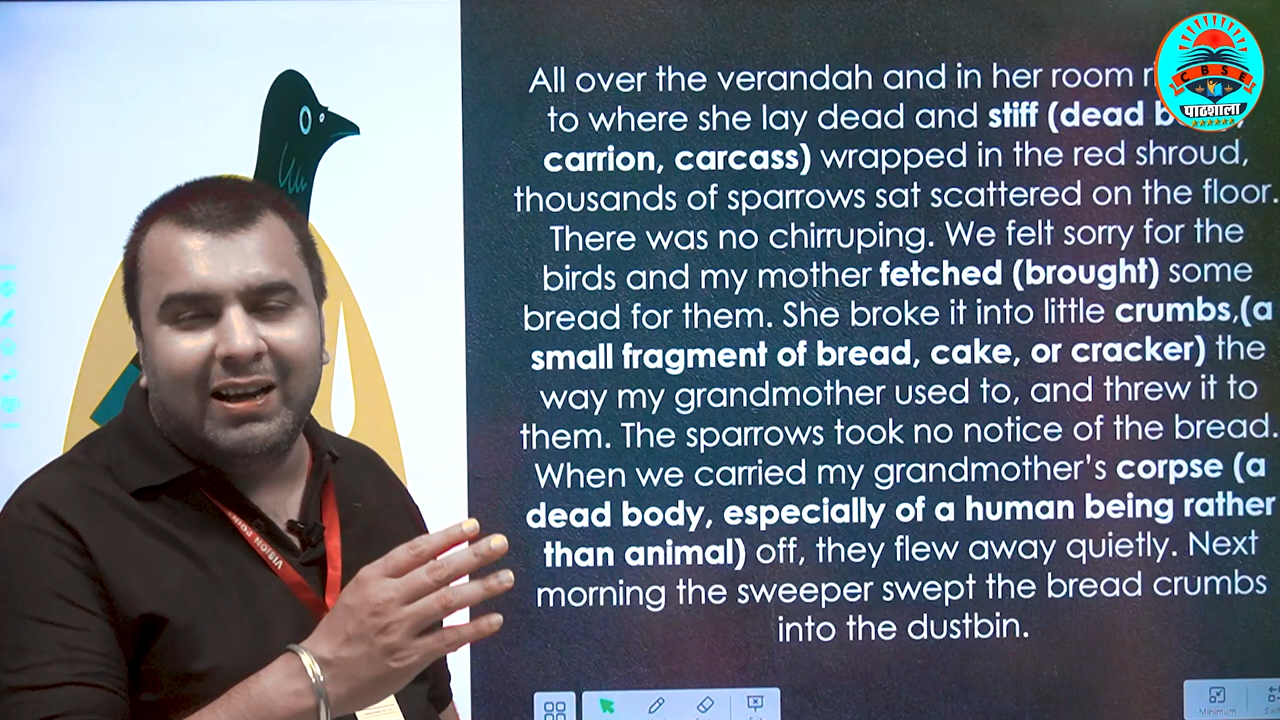 All over the verandah and in her room
to where she lay dead and stiff (dead
carrion, carcass) wrapped in the red shroud,
thousands of sparrows sat scattered on the floor.
There was no chirruping. We felt sorry for the
birds and my mother fetched (brought) some
bread for them. She broke it into little crumbs,(a
small fragment of bread, cake, or cracker) the
way my grandmother used to, and threw it to
them. The sparrows took no notice of the bread.
When we carried my grandmother's corpse (a
dead body, especially of a human being rather
than animal) off, they flew away quietly. Next
morning the sweeper swept the bread crumbs
into the dustbin.
CBSE
पाठशाला
VISION POINT
Minimum